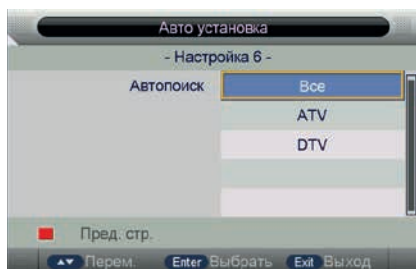 Авто установка
- Настройка 6 -
Автопоиск Все
ATV
DTV
Пред. стр.
Перем. Enter Выбрать Exit Выход